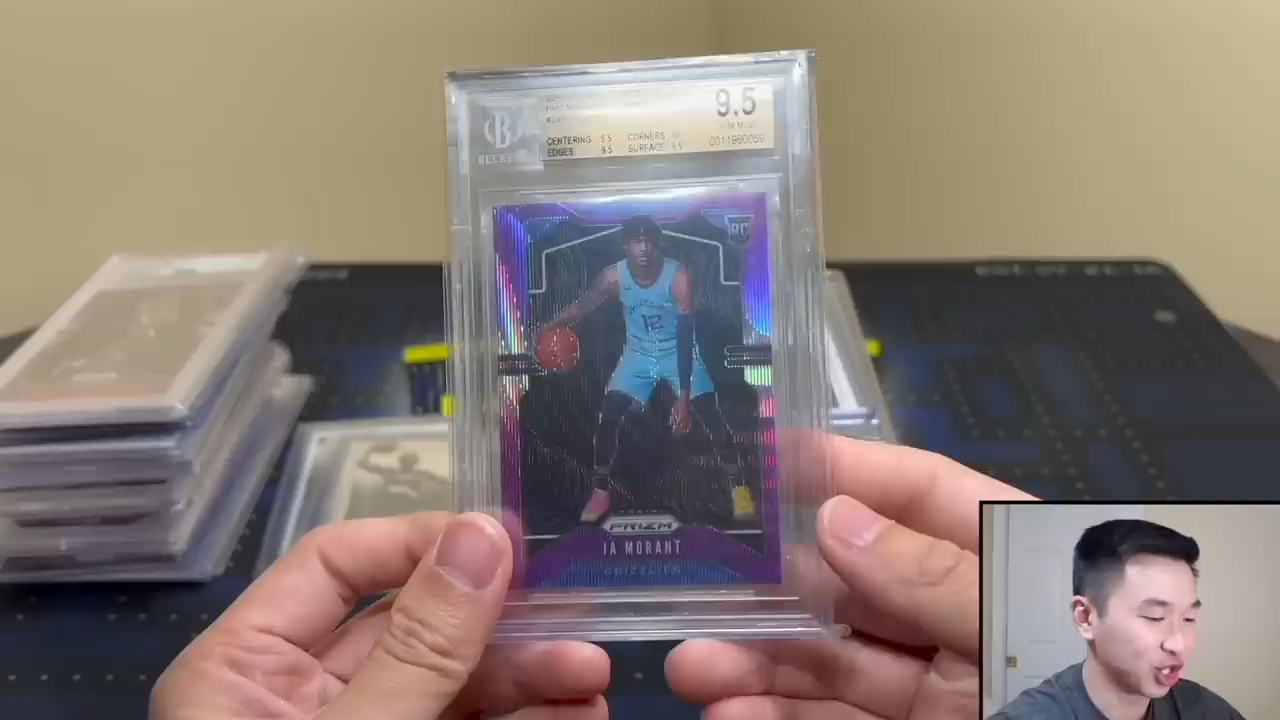 9.5
CENTERING 9.5 CORNERS 10
EDGES 9.5 SURFACE 9.5
0011960059
B
RC
12
PRIZM
JA MORANT
GRIZZLIES